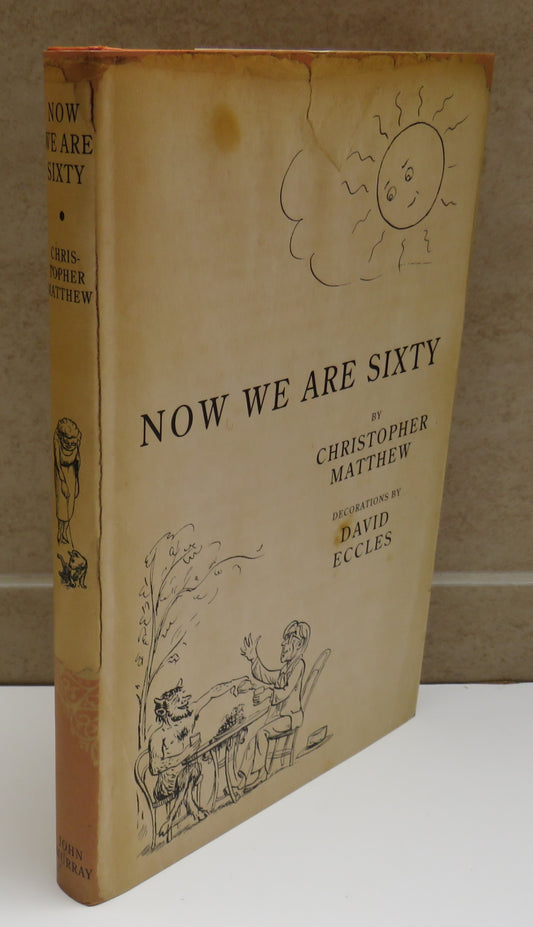 NOW
WE ARE
SIXTY
CHRIS-
TOPHER
MATTHEW
JOHN
MURRAY
NOW WE ARE SIXTY
BY
CHRISTOPHER
MATTHEW
DECORATIONS BY
DAVID
ECCLES